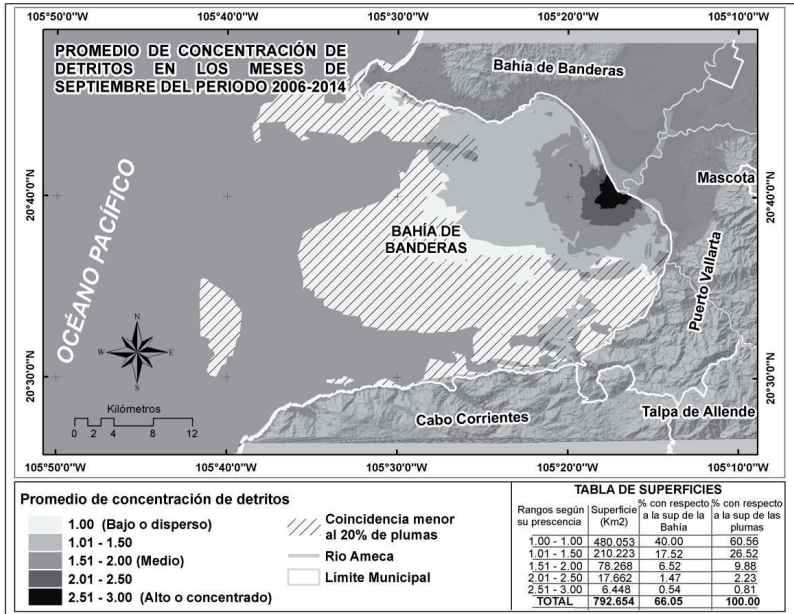 105°50'0"W 105°40'0"W 105°30'0"W 105°20'0"W 105°10'0"W
PROMEDIO DE CONCENTRACIÓN DE
DETRITOS EN LOS MESES DE
SEPTIEMBRE DEL PERIODO 2006-2014
Bahía de Banderas
Mascota
20°40'0"N
20°40'0"N
BAHÍA DE
BANDERAS
OCÉANO PACÍFICO
Puerto Vallarta
N
W E
S
20°30'0"N
20°30'0"N
Kilómetros
0 2 4 8 12
Cabo Corrientes
Talpa de Allende
105°50'0"W 105°40'0"W 105°30'0"W 105°20'0"W 105°10'0"W
Promedio de concentración de detritos
1.00 (Bajo o disperso)
1.01 - 1.50
1.51 - 2.00 (Medio)
2.01 - 2.50
2.51 - 3.00 (Alto o concentrado)
Coincidencia menor
al 20% de plumas
Rio Ameca
Límite Municipal
TABLA DE SUPERFICIES
Rangos según su prescencia Superficie (Km2) % con respecto a la sup de la Bahía % con respecto a la sup de las plumas
1.00 - 1.00 480.053 40.00 60.56
1.01 - 1.50 210.223 17.52 26.52
1.51 - 2.00 78.268 6.52 9.88
2.01 - 2.50 17.662 1.47 2.23
2.51 - 3.00 6.448 0.54 0.81
TOTAL 792.654 66.05 100.00